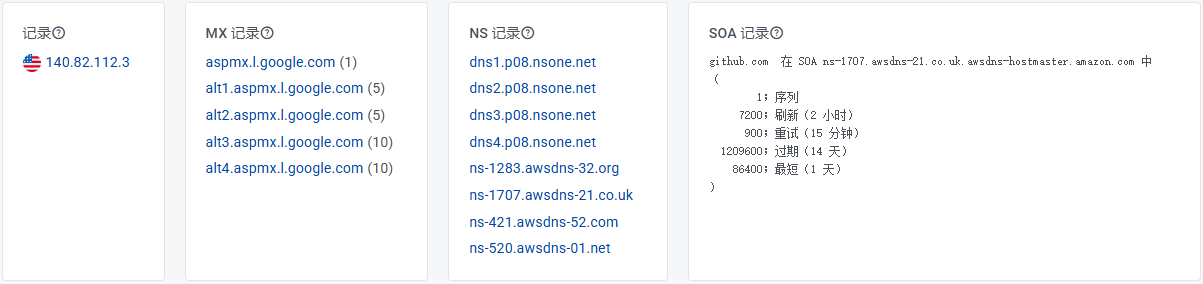 记录?
140.82.112.3
MX 记录?
aspmx.l.google.com (1)
alt1.aspmx.l.google.com (5)
alt2.aspmx.l.google.com (5)
alt3.aspmx.l.google.com (10)
alt4.aspmx.l.google.com (10)
NS 记录?
dns1.p08.nsone.net
dns2.p08.nsone.net
dns3.p08.nsone.net
dns4.p08.nsone.net
ns-1283.awsdns-32.org
ns-1707.awsdns-21.co.uk
ns-421.awsdns-52.com
ns-520.awsdns-01.net
SOA 记录?
github.com 在 SOA ns-1707.awsdns-21.co.uk.awsdns-hostmaster.amazon.com 中
(
1; 序列
7200; 刷新 (2 小时)
900; 重试 (15 分钟)
1209600; 过期 (14 天)
86400; 最短 (1 天)
)